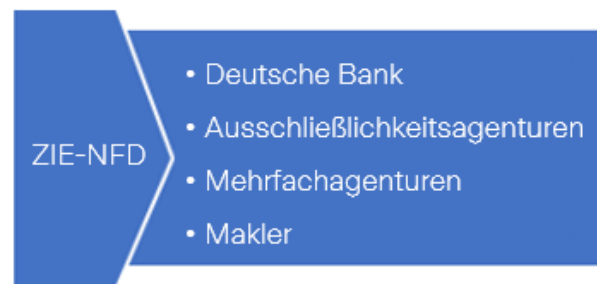 ZIE-NFD
• Deutsche Bank
• Ausschließlichkeitsagenturen
• Mehrfachagenturen
• Makler